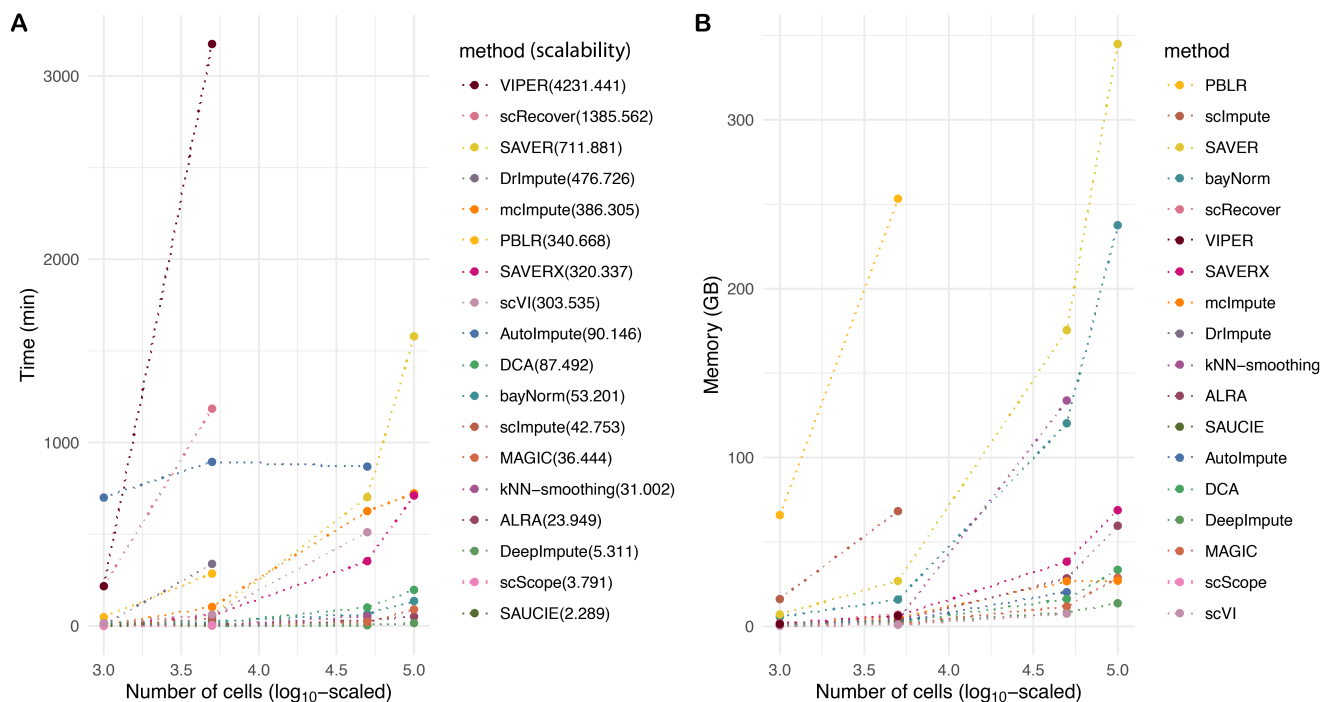 A
Time (min)
3000
2000
1000
0
3.0 3.5 4.0 4.5 5.0
Number of cells (log10−scaled)
method (scalability)
VIPER(4231.441)
scRecover(1385.562)
SAVER(711.881)
DrImpute(476.726)
mcImpute(386.305)
PBLR(340.668)
SAVERX(320.337)
scVI(303.535)
AutoImpute(90.146)
DCA(87.492)
bayNorm(53.201)
scImpute(42.753)
MAGIC(36.444)
kNN−smoothing(31.002)
ALRA(23.949)
DeepImpute(5.311)
scScope(3.791)
SAUCIE(2.289)
B
Memory (GB)
300
200
100
0
3.0 3.5 4.0 4.5 5.0
Number of cells (log10−scaled)
method
PBLR
scImpute
SAVER
bayNorm
scRecover
VIPER
SAVERX
mcImpute
DrImpute
kNN−smoothing
ALRA
SAUCIE
AutoImpute
DCA
DeepImpute
MAGIC
scScope
scVI